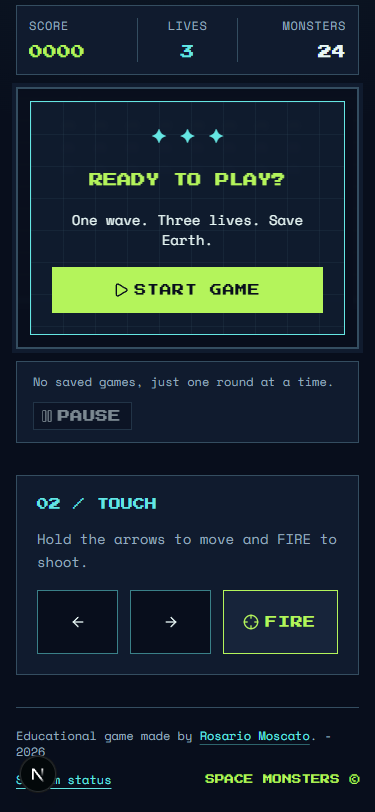 SCORE LIVES MONSTERS
0000 3 24
READY TO PLAY?
One wave. Three lives. Save
Earth.
START GAME
No saved games, just one round at a time.
PAUSE
02 / TOUCH
Hold the arrows to move and FIRE to
shoot.
← → FIRE
Educational game made by Rosario Moscato. -
2026
N
status SPACE MONSTERS ©